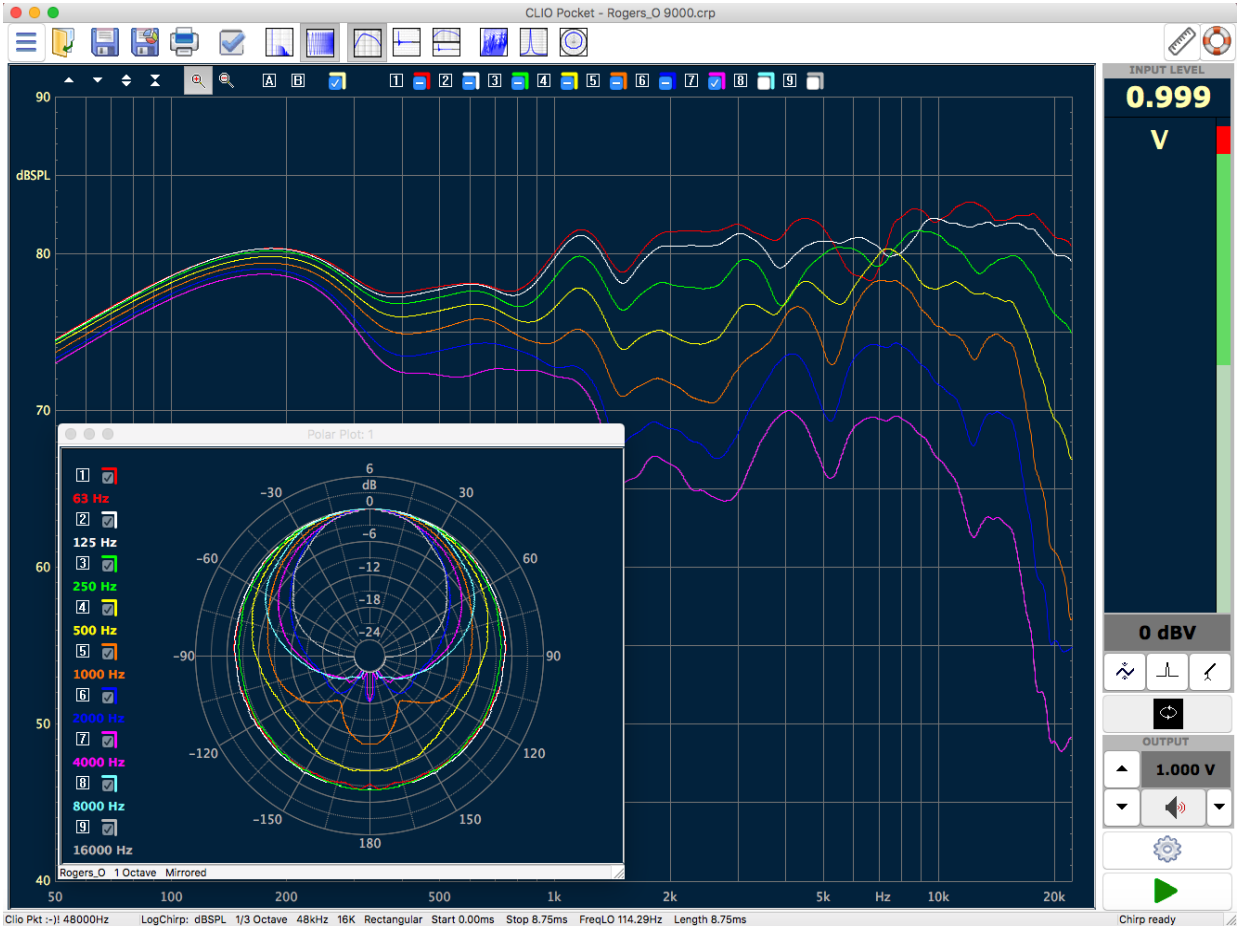 CLIO Pocket - Rogers_O 9000.crp
A B 1 2 3 4 5 6 7 8 9
INPUT LEVEL
0.999
V
90
dBSPL
80
70
60
50
40
50 100 200 500 1k 2k 5k Hz 10k 20k
Polar Plot: 1
1
63 Hz
2
125 Hz
3
250 Hz
4
500 Hz
5
1000 Hz
6
2000 Hz
7
4000 Hz
8
8000 Hz
9
16000 Hz
6
dB
0
-6
-12
-18
-24
-30 30
-60 60
-90 90
-120 120
-150 150
180
Rogers_O 1 Octave Mirrored
0 dBV
OUTPUT
1.000 V
Clio Pkt :-)! 48000Hz LogChirp: dBSPL 1/3 Octave 48kHz 16K Rectangular Start 0.00ms Stop 8.75ms FreqLO 114.29Hz Length 8.75ms Chirp ready